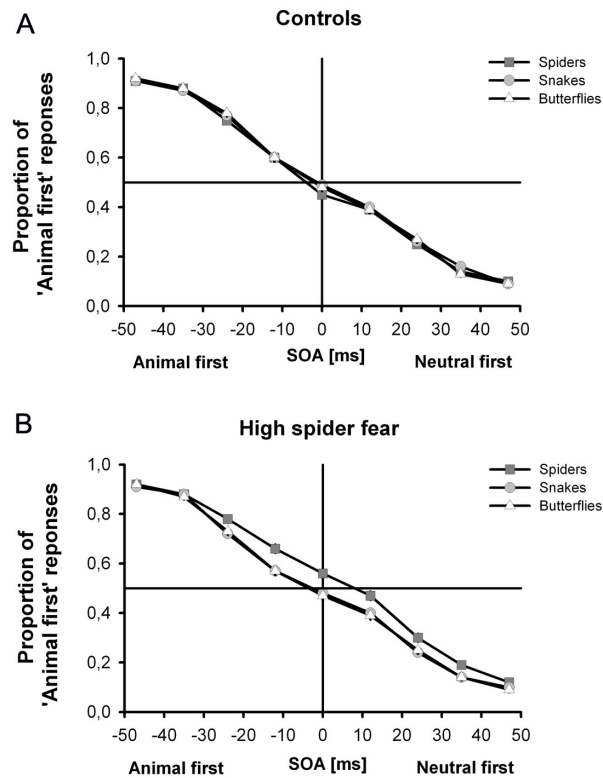 A
Controls
Spiders
Snakes
Butterflies
Proportion of
'Animal first' reponses
1,0
0,8
0,6
0,4
0,2
0,0
-50 -40 -30 -20 -10 0 10 20 30 40 50
Animal first SOA [ms] Neutral first
B
High spider fear
Spiders
Snakes
Butterflies
Proportion of
'Animal first' reponses
1,0
0,8
0,6
0,4
0,2
0,0
-50 -40 -30 -20 -10 0 10 20 30 40 50
Animal first SOA [ms] Neutral first